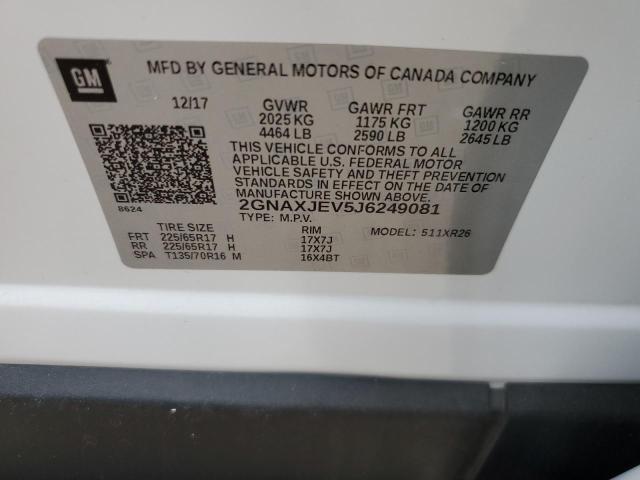 GM
MFD BY GENERAL MOTORS OF CANADA COMPANY
12/17 GVWR GAWR FRT GAWR RR
2025 KG 1175 KG 1200 KG
4464 LB 2590 LB 2645 LB
THIS VEHICLE CONFORMS TO ALL
APPLICABLE U.S. FEDERAL MOTOR
VEHICLE SAFETY AND THEFT PREVENTION
STANDARDS IN EFFECT ON THE DATE OF
MANUFACTURE SHOWN ABOVE.
8624 2GNAXJEV5J6249081
TYPE: M.P.V.
TIRE SIZE RIM MODEL: 511XR26
FRT 225/65R17 H 17X7J
RR 225/65R17 H 17X7J
SPA T135/70R16 M 16X4BT